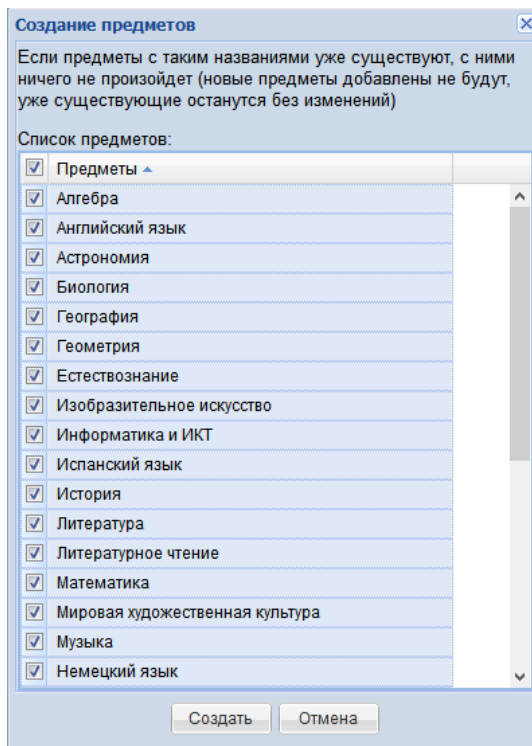 Создание предметов
Если предметы с таким названиями уже существуют, с ними
ничего не произойдет (новые предметы добавлены не будут,
уже существующие останутся без изменений)
Список предметов:
Предметы
Алгебра
Английский язык
Астрономия
Биология
География
Геометрия
Естествознание
Изобразительное искусство
Информатика и ИКТ
Испанский язык
История
Литература
Литературное чтение
Математика
Мировая художественная культура
Музыка
Немецкий язык
Создать Отмена